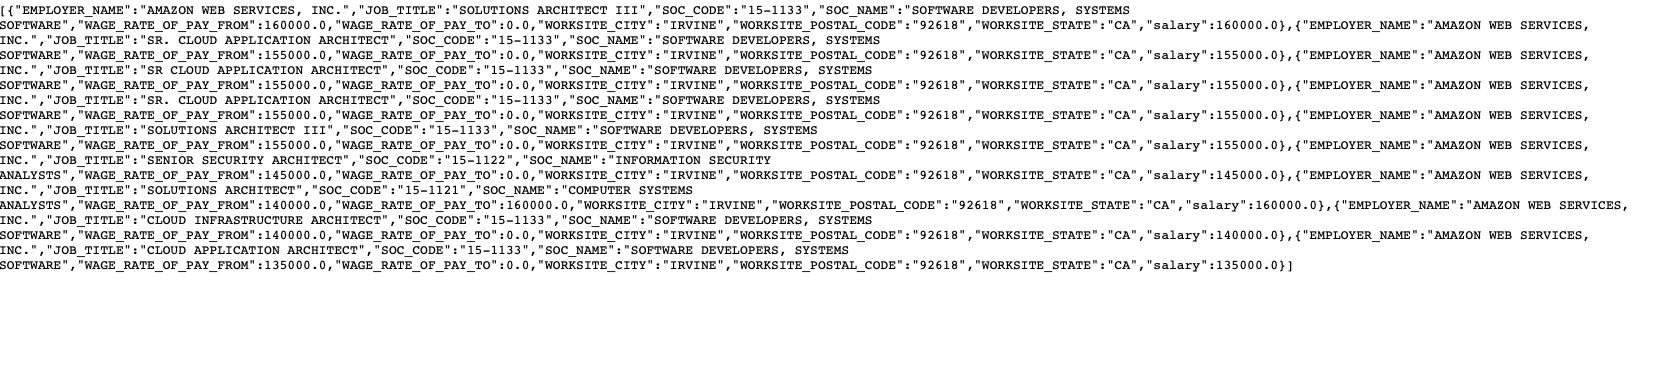 [{"EMPLOYER_NAME":"AMAZON WEB SERVICES, INC.","JOB_TITLE":"SOLUTIONS ARCHITECT III","SOC_CODE":"15-1133","SOC_NAME":"SOFTWARE DEVELOPERS, SYSTEMS
SOFTWARE","WAGE_RATE_OF_PAY_FROM":160000.0,"WAGE_RATE_OF_PAY_TO":0.0,"WORKSITE_CITY":"IRVINE","WORKSITE_POSTAL_CODE":"92618","WORKSITE_STATE":"CA","salary":160000.0},{"EMPLOYER_NAME":"AMAZON WEB SERVICES,
INC.","JOB_TITLE":"SR. CLOUD APPLICATION ARCHITECT","SOC_CODE":"15-1133","SOC_NAME":"SOFTWARE DEVELOPERS, SYSTEMS
SOFTWARE","WAGE_RATE_OF_PAY_FROM":155000.0,"WAGE_RATE_OF_PAY_TO":0.0,"WORKSITE_CITY":"IRVINE","WORKSITE_POSTAL_CODE":"92618","WORKSITE_STATE":"CA","salary":155000.0},{"EMPLOYER_NAME":"AMAZON WEB SERVICES,
INC.","JOB_TITLE":"SR CLOUD APPLICATION ARCHITECT","SOC_CODE":"15-1133","SOC_NAME":"SOFTWARE DEVELOPERS, SYSTEMS
SOFTWARE","WAGE_RATE_OF_PAY_FROM":155000.0,"WAGE_RATE_OF_PAY_TO":0.0,"WORKSITE_CITY":"IRVINE","WORKSITE_POSTAL_CODE":"92618","WORKSITE_STATE":"CA","salary":155000.0},{"EMPLOYER_NAME":"AMAZON WEB SERVICES,
INC.","JOB_TITLE":"SR. CLOUD APPLICATION ARCHITECT","SOC_CODE":"15-1133","SOC_NAME":"SOFTWARE DEVELOPERS, SYSTEMS
SOFTWARE","WAGE_RATE_OF_PAY_FROM":155000.0,"WAGE_RATE_OF_PAY_TO":0.0,"WORKSITE_CITY":"IRVINE","WORKSITE_POSTAL_CODE":"92618","WORKSITE_STATE":"CA","salary":155000.0},{"EMPLOYER_NAME":"AMAZON WEB SERVICES,
INC.","JOB_TITLE":"SOLUTIONS ARCHITECT III","SOC_CODE":"15-1133","SOC_NAME":"SOFTWARE DEVELOPERS, SYSTEMS
SOFTWARE","WAGE_RATE_OF_PAY_FROM":155000.0,"WAGE_RATE_OF_PAY_TO":0.0,"WORKSITE_CITY":"IRVINE","WORKSITE_POSTAL_CODE":"92618","WORKSITE_STATE":"CA","salary":155000.0},{"EMPLOYER_NAME":"AMAZON WEB SERVICES,
INC.","JOB_TITLE":"SENIOR SECURITY ARCHITECT","SOC_CODE":"15-1122","SOC_NAME":"INFORMATION SECURITY
ANALYSTS","WAGE_RATE_OF_PAY_FROM":145000.0,"WAGE_RATE_OF_PAY_TO":0.0,"WORKSITE_CITY":"IRVINE","WORKSITE_POSTAL_CODE":"92618","WORKSITE_STATE":"CA","salary":145000.0},{"EMPLOYER_NAME":"AMAZON WEB SERVICES,
INC.","JOB_TITLE":"SOLUTIONS ARCHITECT","SOC_CODE":"15-1121","SOC_NAME":"COMPUTER SYSTEMS
ANALYSTS","WAGE_RATE_OF_PAY_FROM":140000.0,"WAGE_RATE_OF_PAY_TO":160000.0,"WORKSITE_CITY":"IRVINE","WORKSITE_POSTAL_CODE":"92618","WORKSITE_STATE":"CA","salary":160000.0},{"EMPLOYER_NAME":"AMAZON WEB SERVICES,
INC.","JOB_TITLE":"CLOUD INFRASTRUCTURE ARCHITECT","SOC_CODE":"15-1133","SOC_NAME":"SOFTWARE DEVELOPERS, SYSTEMS
SOFTWARE","WAGE_RATE_OF_PAY_FROM":140000.0,"WAGE_RATE_OF_PAY_TO":0.0,"WORKSITE_CITY":"IRVINE","WORKSITE_POSTAL_CODE":"92618","WORKSITE_STATE":"CA","salary":140000.0},{"EMPLOYER_NAME":"AMAZON WEB SERVICES,
INC.","JOB_TITLE":"CLOUD APPLICATION ARCHITECT","SOC_CODE":"15-1133","SOC_NAME":"SOFTWARE DEVELOPERS, SYSTEMS
SOFTWARE","WAGE_RATE_OF_PAY_FROM":135000.0,"WAGE_RATE_OF_PAY_TO":0.0,"WORKSITE_CITY":"IRVINE","WORKSITE_POSTAL_CODE":"92618","WORKSITE_STATE":"CA","salary":135000.0}]